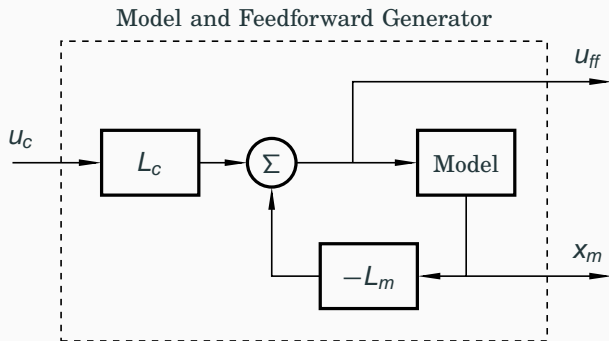 Model and Feedforward Generator
u_ff
u_c
L_c
Σ
Model
−L_m
x_m